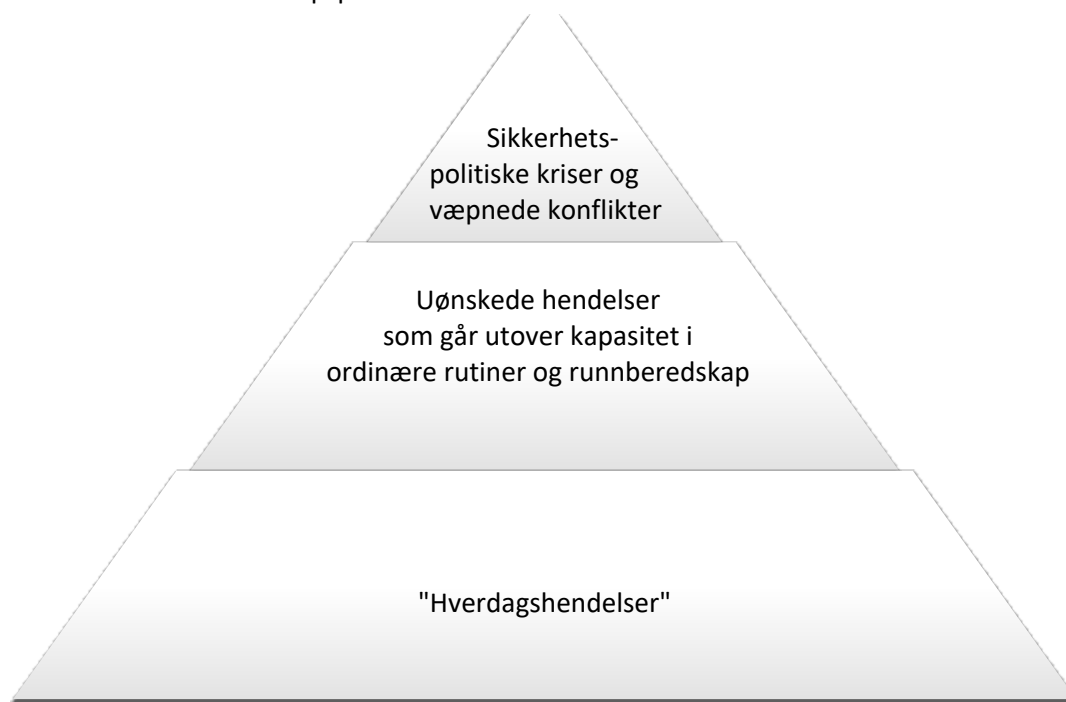 Sikkerhets-
politiske kriser og
væpnede konflikter
Uønskede hendelser
som går utover kapasitet i
ordinære rutiner og runnberedskap
"Hverdagshendelser"